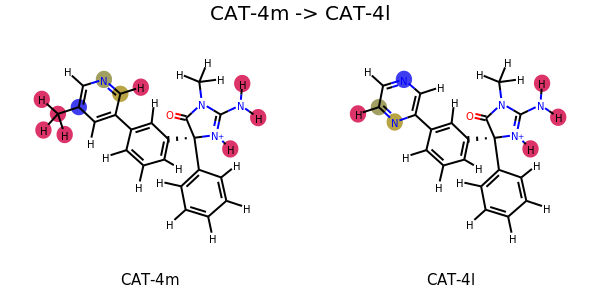 CAT-4m -> CAT-4l
H H H N H H H H H H H H H H O N N H H N+ H H H H H H H
H N H H N H H H H H H O N N H H N+ H H H H H H H
CAT-4m CAT-4l